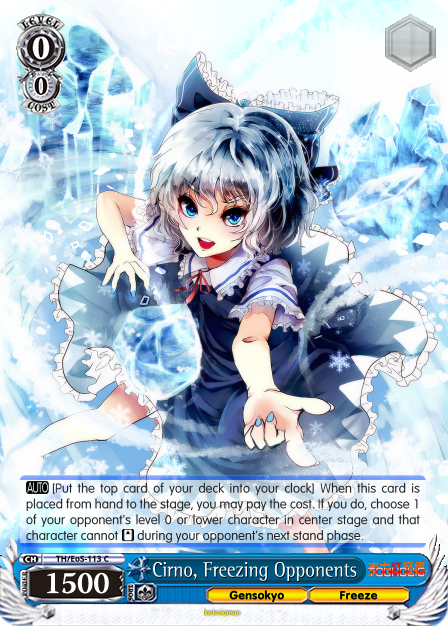 LEVEL
0
0
COST
AUTO [Put the top card of your deck into your clock] When this card is
placed from hand to the stage, you may pay the cost. If you do, choose 1
of your opponent's level 0 or lower character in center stage and that
character cannot [ ] during your opponent's next stand phase.
CH TH/EoS-113 C
POWER 1500 SOUL Cirno, Freezing Opponents
Gensokyo Freeze